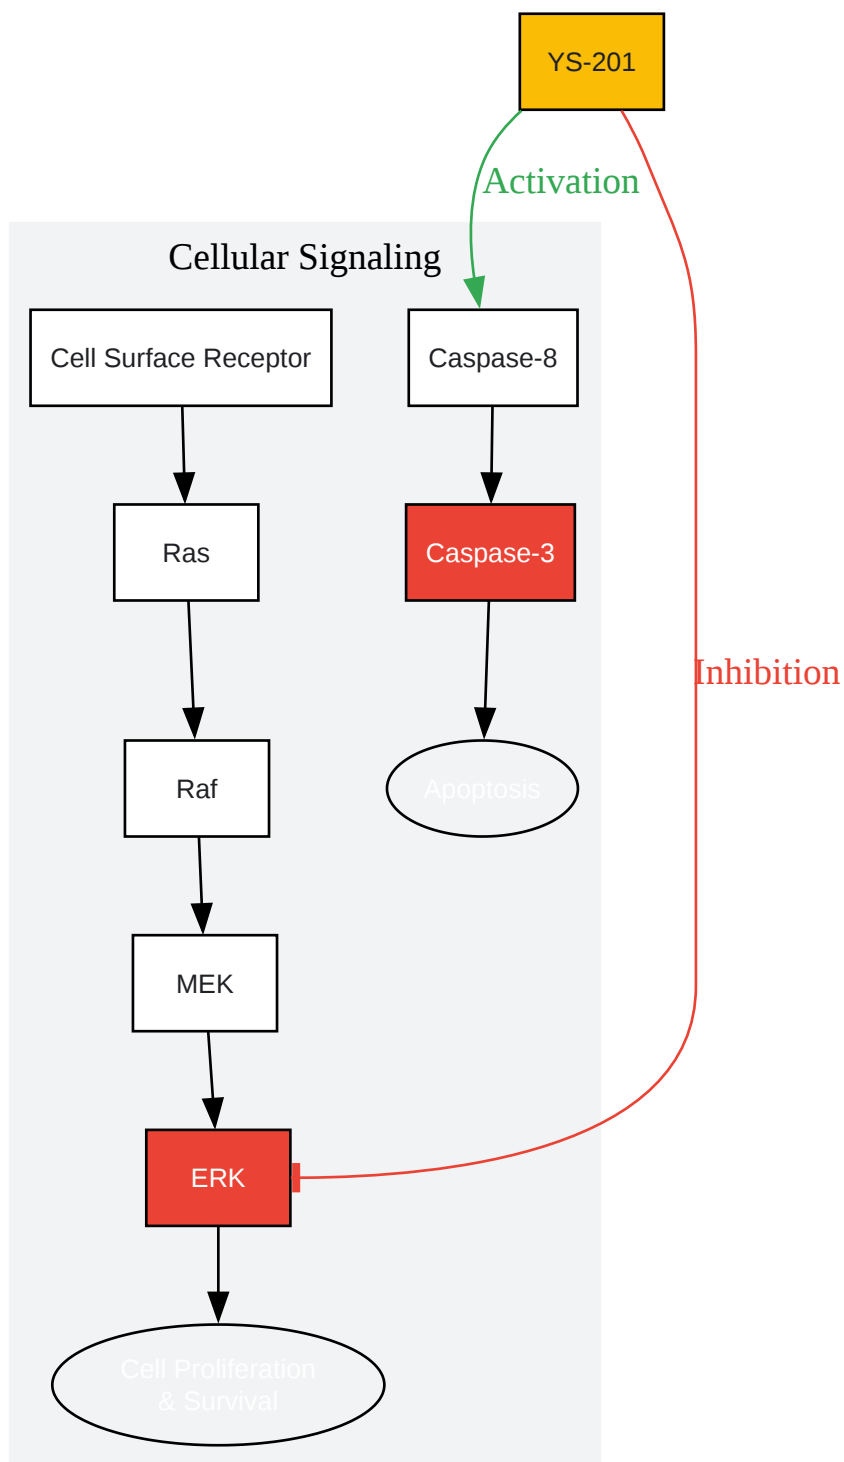 YS-201
Activation
Cellular Signaling
Cell Surface Receptor
Caspase-8
Ras
Caspase-3
Inhibition
Raf
Apoptosis
MEK
ERK
Cell Proliferation
& Survival